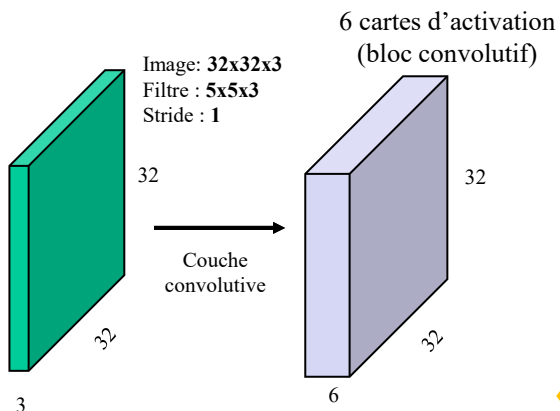 6 cartes d’activation
(bloc convolutif)
Image: 32x32x3
Filtre : 5x5x3
Stride : 1
32
32
3
Couche
convolutive
32
32
6